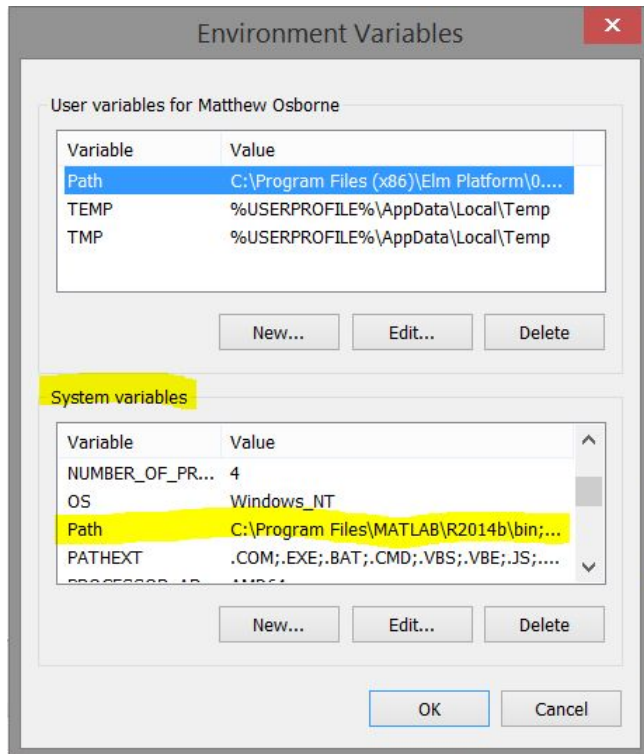 Environment Variables
User variables for Matthew Osborne
Variable Value
Path C:\Program Files (x86)\Elm Platform\0....
TEMP %USERPROFILE%\AppData\Local\Temp
TMP %USERPROFILE%\AppData\Local\Temp
New... Edit... Delete
System variables
Variable Value
NUMBER_OF_PR... 4
OS Windows_NT
Path C:\Program Files\MATLAB\R2014b\bin;...
PATHEXT .COM;.EXE;.BAT;.CMD;.VBS;.VBE;.JS;....
New... Edit... Delete
OK Cancel